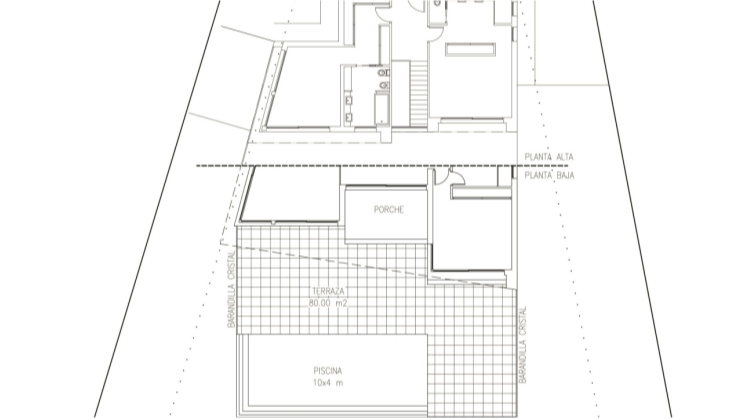 PLANTA ALTA
PLANTA BAJA
PORCHE
BARANDILLA CRISTAL
TERRAZA
80.00 m2
BARANDILLA CRISTAL
PISCINA
10x4 m